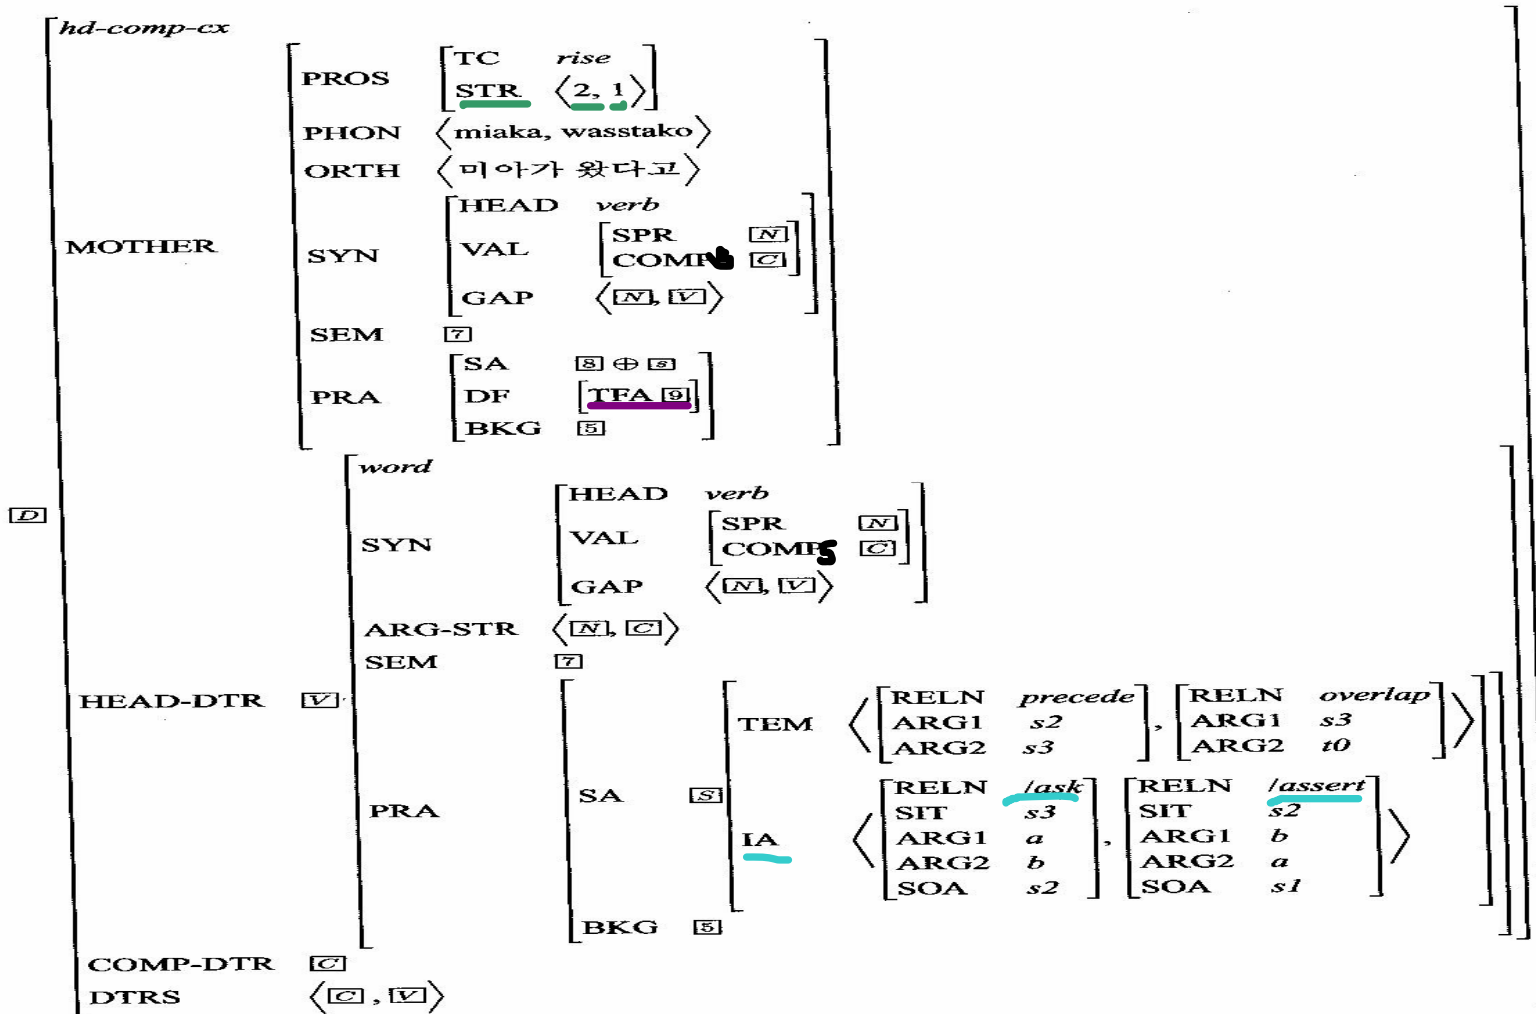 hd-comp-cx
PROS [TC rise
STR ⟨2, 1⟩]
PHON ⟨miaka, wasstako⟩
ORTH ⟨미아가 왔다고⟩
MOTHER
SYN [HEAD verb
VAL [SPR [N]
COMP [C]]
GAP ⟨[N], [V]⟩]
SEM [7]
PRA [SA [8] ⊕ [s]
DF [TFA [9]]
BKG [5]]
[D]
word
SYN [HEAD verb
VAL [SPR [N]
COMPS [C]]
GAP ⟨[N], [V]⟩]
ARG-STR ⟨[N], [C]⟩
SEM [7]
HEAD-DTR [V]
PRA
SA [S]
TEM ⟨[RELN precede ARG1 s2 ARG2 s3], [RELN overlap ARG1 s3 ARG2 t0]⟩
IA ⟨[RELN /ask SIT s3 ARG1 a ARG2 b SOA s2], [RELN /assert SIT s2 ARG1 b ARG2 a SOA s1]⟩
BKG [5]
COMP-DTR [C]
DTRS ⟨[C], [V]⟩